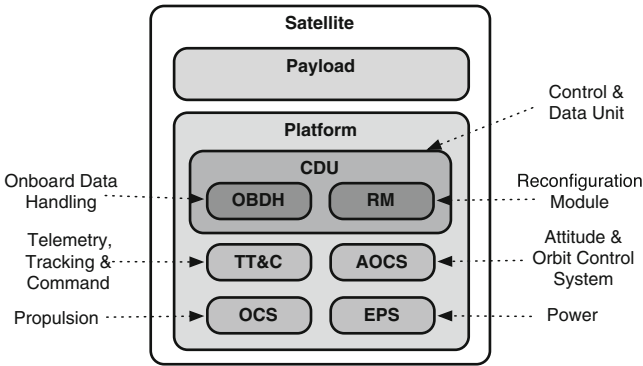 Satellite
Payload
Control &
Data Unit
Platform
CDU
Onboard Data
Handling
OBDH
RM
Reconfiguration
Module
Telemetry,
Tracking &
Command
TT&C
AOCS
Attitude &
Orbit Control
System
Propulsion
OCS
EPS
Power